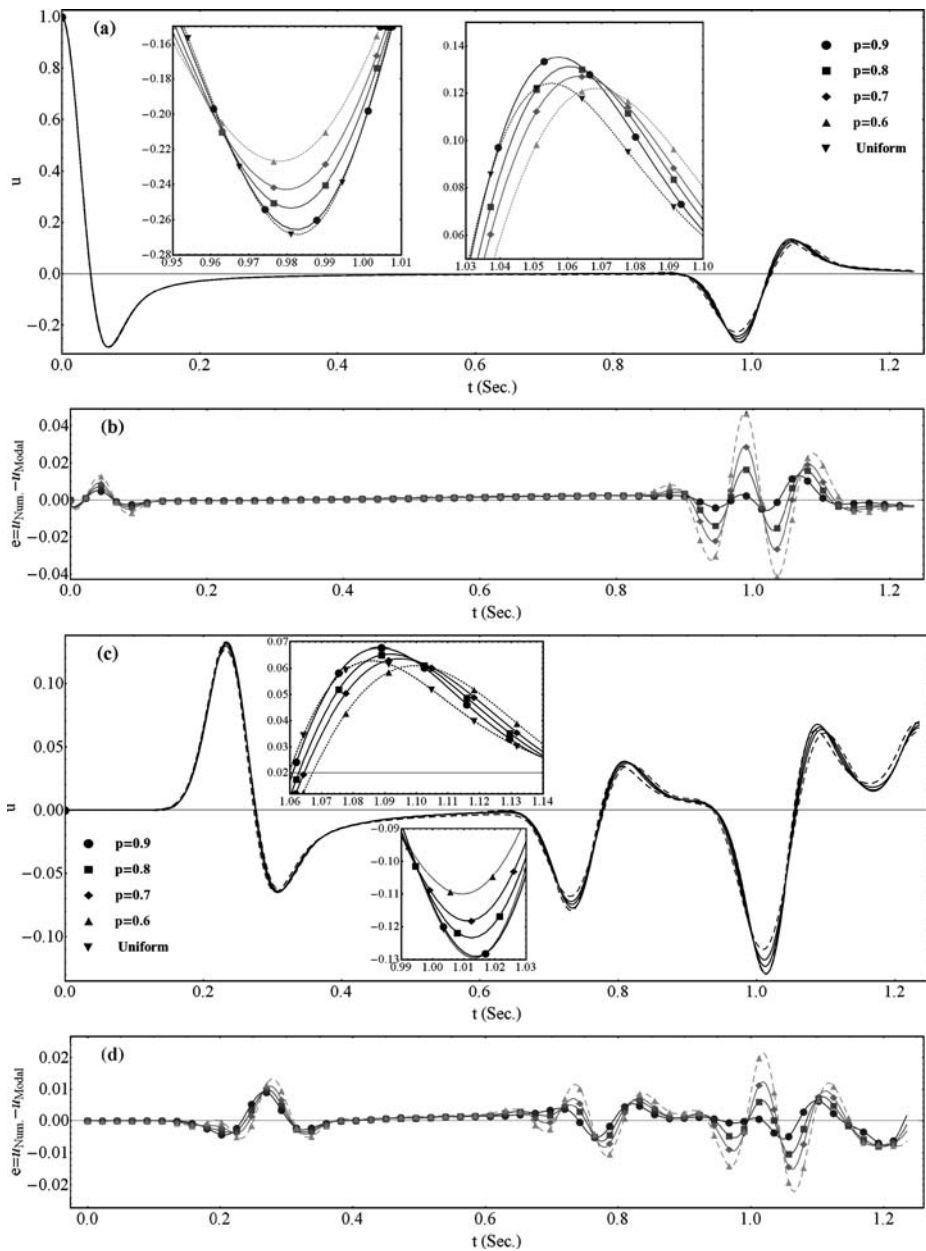 (a)
1.0
0.8
0.6
0.4
0.2
0.0
−0.2
u
−0.16
−0.18
−0.20
−0.22
−0.24
−0.26
−0.28
0.95 0.96 0.97 0.98 0.99 1.00 1.01
0.14
0.12
0.10
0.08
0.06
1.03 1.04 1.05 1.06 1.07 1.08 1.09 1.10
p=0.9
p=0.8
p=0.7
p=0.6
Uniform
0.0 0.2 0.4 0.6 0.8 1.0 1.2
t (Sec.)
(b)
0.04
0.02
0.00
−0.02
−0.04
e=uNum.−uModal
0.0 0.2 0.4 0.6 0.8 1.0 1.2
t (Sec.)
(c)
0.10
0.05
0.00
−0.05
−0.10
u
0.07
0.06
0.05
0.04
0.03
0.02
1.06 1.07 1.08 1.09 1.10 1.11 1.12 1.13 1.14
−0.09
−0.10
−0.11
−0.12
−0.13
0.99 1.00 1.01 1.02 1.03
p=0.9
p=0.8
p=0.7
p=0.6
Uniform
0.0 0.2 0.4 0.6 0.8 1.0 1.2
t (Sec.)
(d)
0.02
0.01
0.00
−0.01
−0.02
e=uNum.−uModal
0.0 0.2 0.4 0.6 0.8 1.0 1.2
t (Sec.)